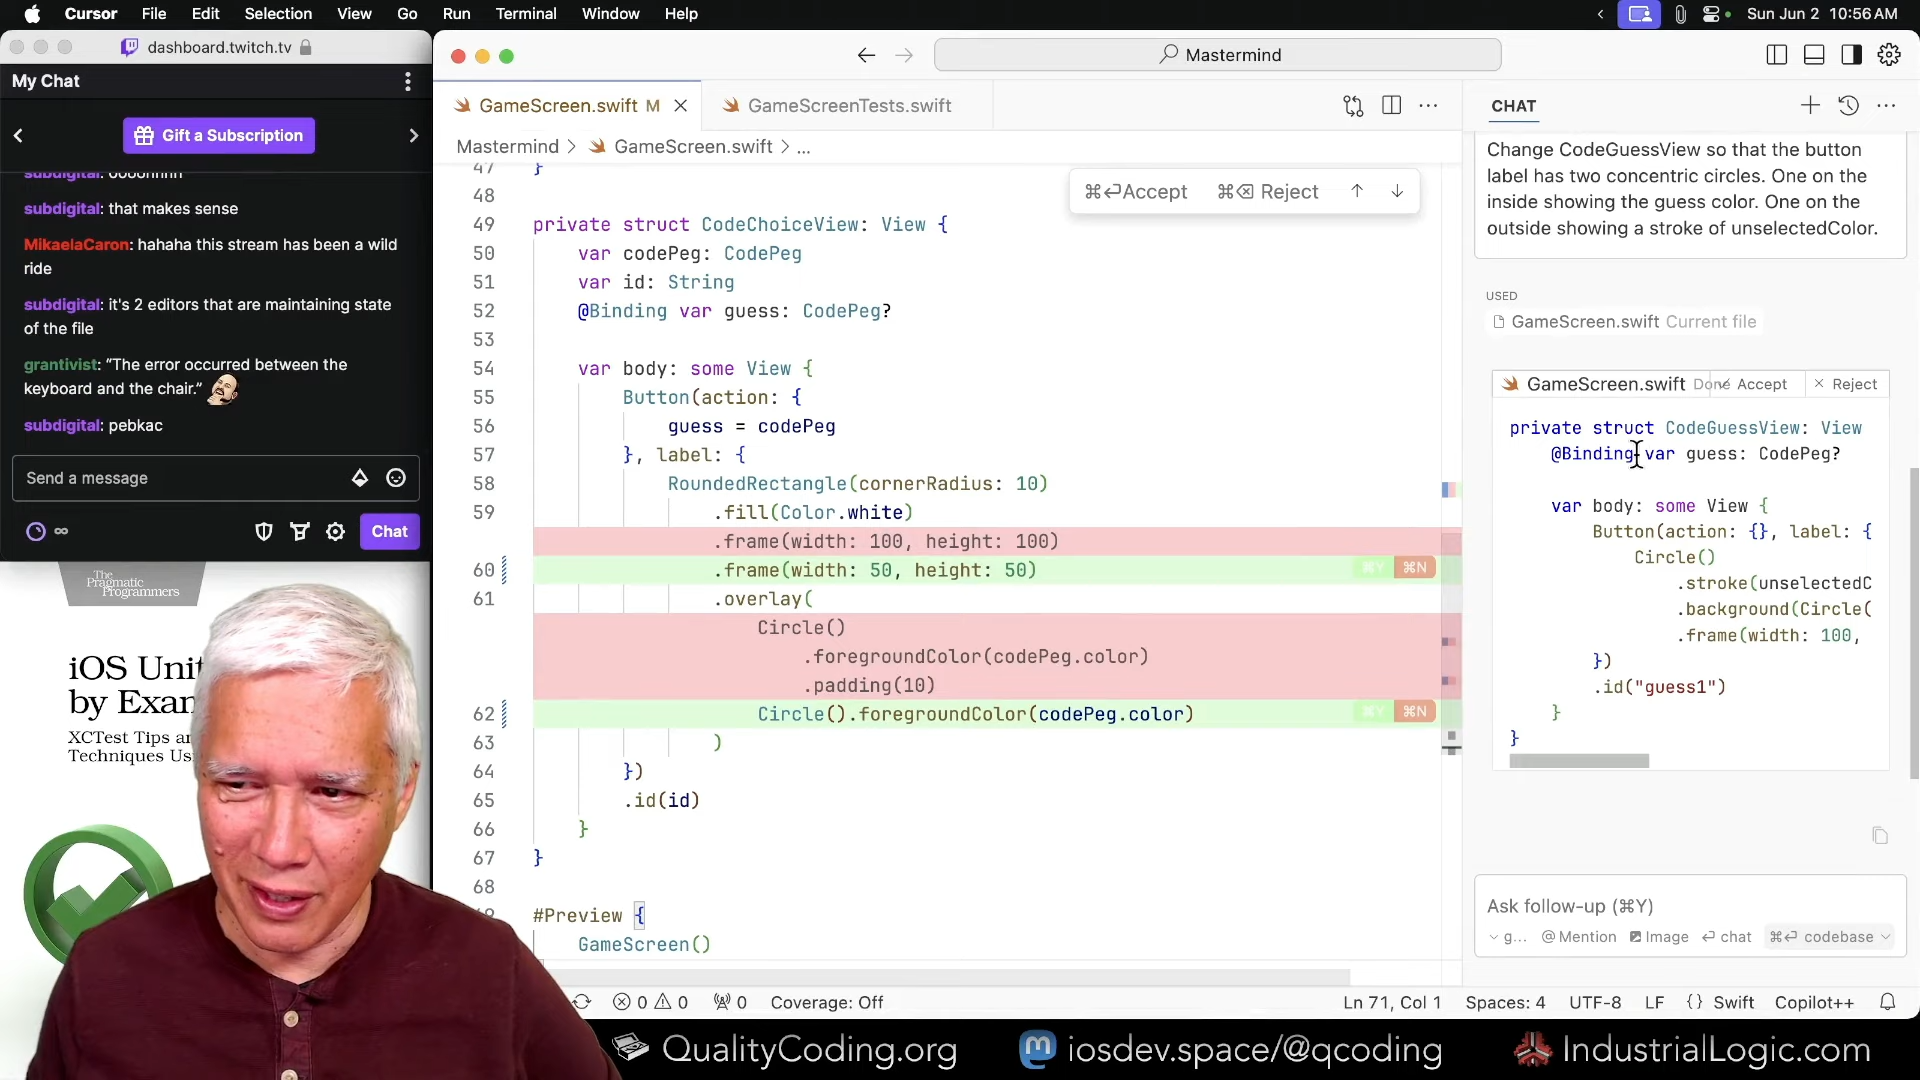 Cursor File Edit Selection View Go Run Terminal Window Help
Sun Jun 2 10:56 AM
dashboard.twitch.tv
My Chat
Gift a Subscription
subdigital: ooohhhh
subdigital: that makes sense
MikaelaCaron: hahaha this stream has been a wild
ride
subdigital: it's 2 editors that are maintaining state
of the file
grantivist: “The error occurred between the
keyboard and the chair.”
subdigital: pebkac
Send a message
∞
Chat
The
Pragmatic
Programmers
iOS Unit
by Exam
XCTest Tips an
Techniques Us
Mastermind
GameScreen.swift M
GameScreenTests.swift
Mastermind > GameScreen.swift > ...
⌘⏎Accept ⌘⌫ Reject ↑ ↓
47 }
48
49 private struct CodeChoiceView: View {
50 var codePeg: CodePeg
51 var id: String
52 @Binding var guess: CodePeg?
53
54 var body: some View {
55 Button(action: {
56 guess = codePeg
57 }, label: {
58 RoundedRectangle(cornerRadius: 10)
59 .fill(Color.white)
.frame(width: 100, height: 100)
60 .frame(width: 50, height: 50) ⌘Y ⌘N
61 .overlay(
Circle()
.foregroundColor(codePeg.color)
.padding(10)
62 Circle().foregroundColor(codePeg.color) ⌘Y ⌘N
63 )
64 })
65 .id(id)
66 }
67 }
68
69 #Preview {
GameScreen()
CHAT
Change CodeGuessView so that the button
label has two concentric circles. One on the
inside showing the guess color. One on the
outside showing a stroke of unselectedColor.
USED
GameScreen.swift Current file
GameScreen.swift Done Accept Reject
private struct CodeGuessView: View
@Binding var guess: CodePeg?
var body: some View {
Button(action: {}, label: {
Circle()
.stroke(unselectedC
.background(Circle(
.frame(width: 100,
})
.id("guess1")
}
}
Ask follow-up (⌘Y)
g... @ Mention Image ⏎ chat ⌘⏎ codebase
0 0 0 Coverage: Off Ln 71, Col 1 Spaces: 4 UTF-8 LF {} Swift Copilot++
QualityCoding.org iosdev.space/@qcoding IndustrialLogic.com